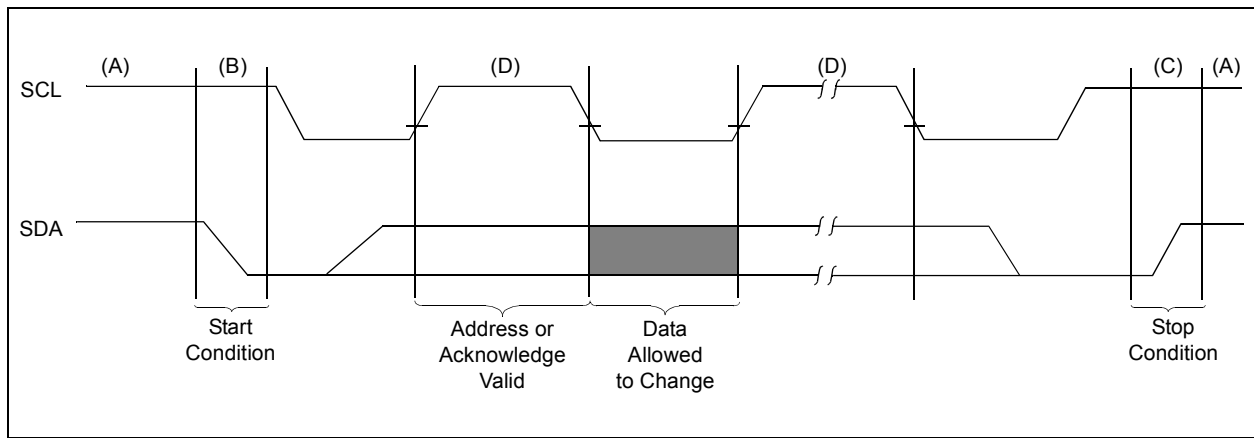 (A) (B) (D) (D) (C) (A)
SCL
SDA
Start
Condition
Address or
Acknowledge
Valid
Data
Allowed
to Change
Stop
Condition